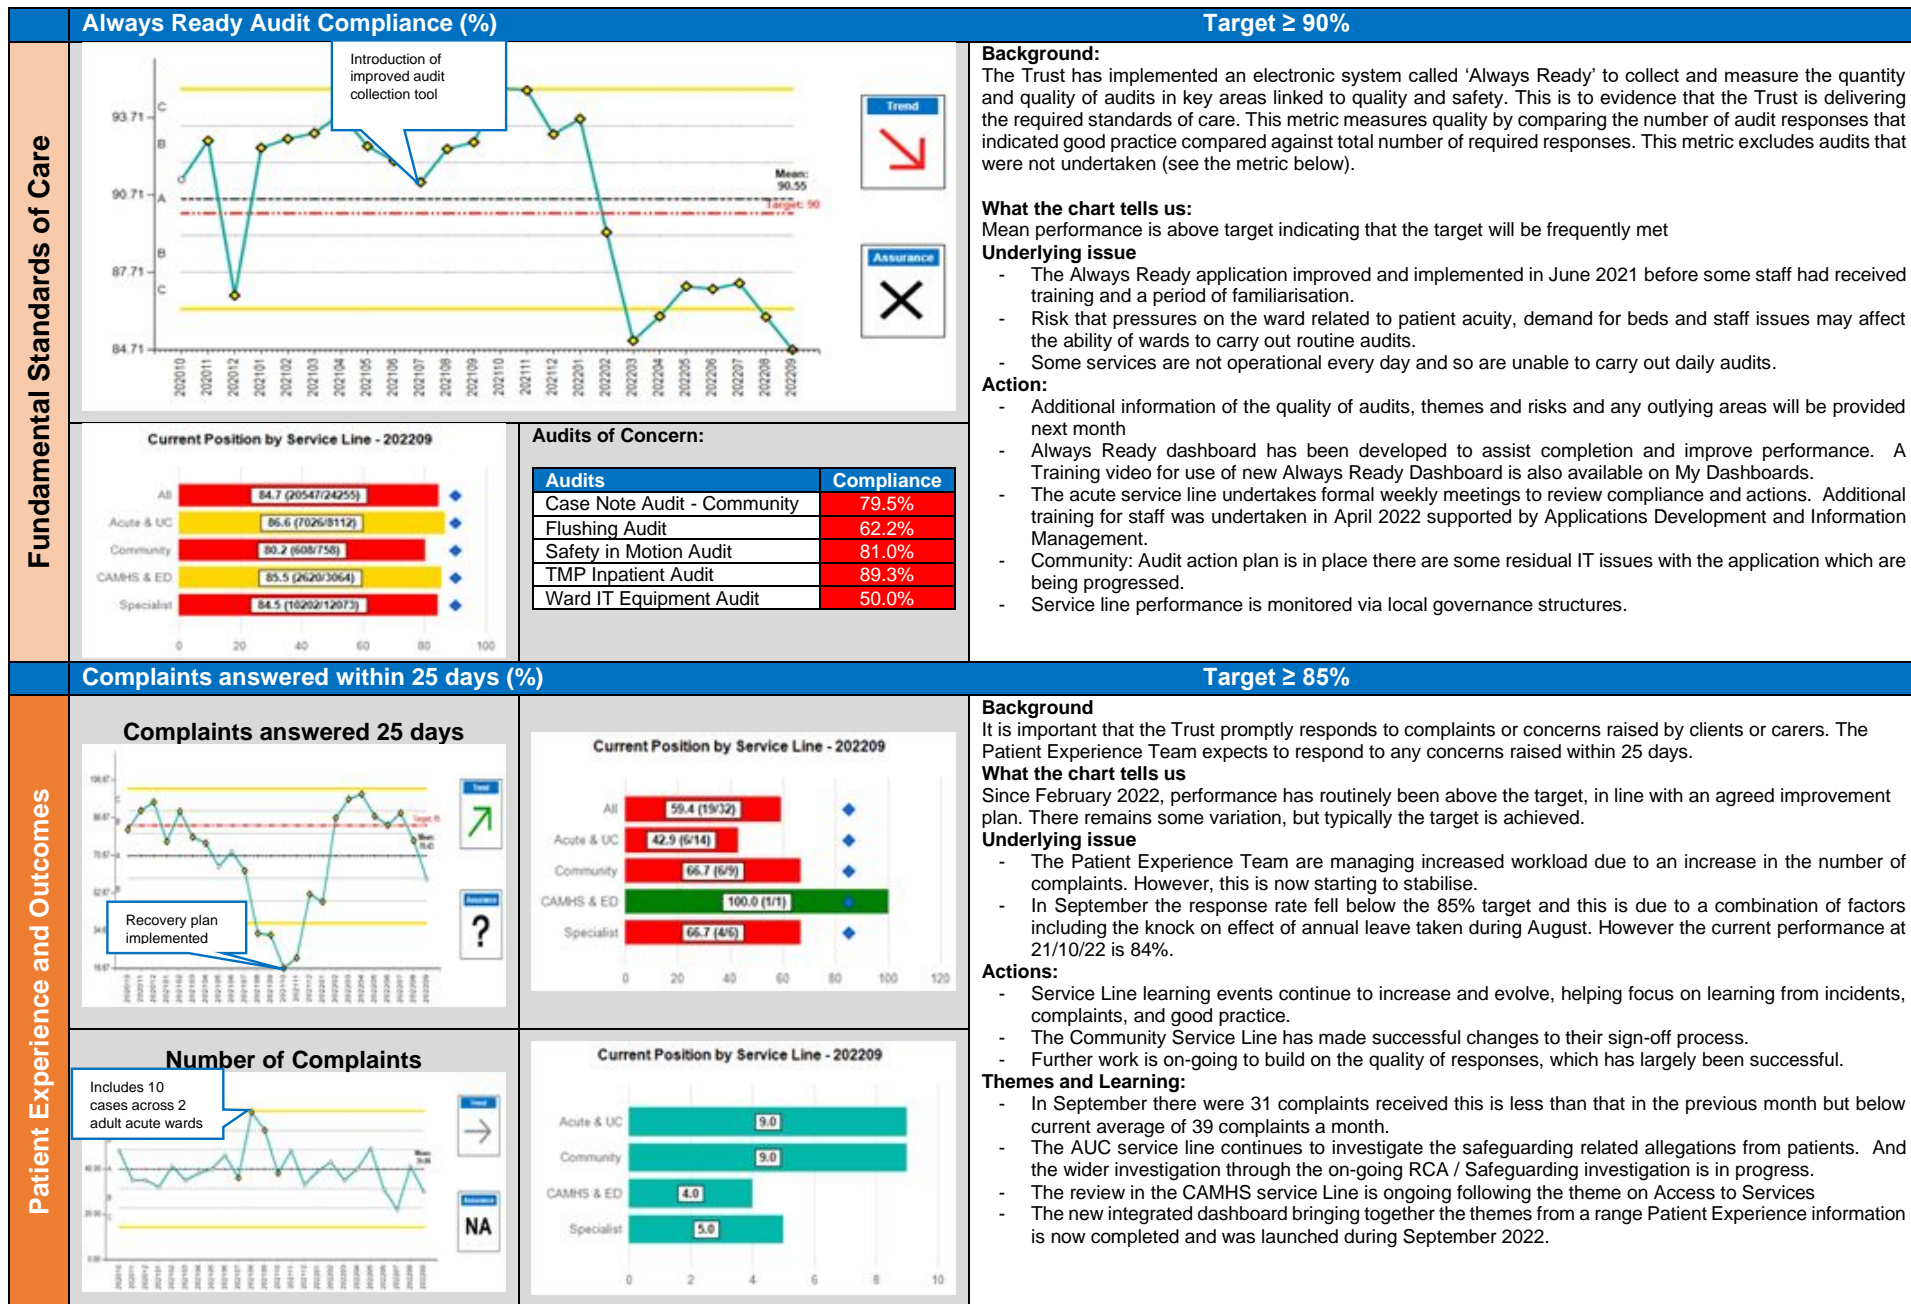 Always Ready Audit Compliance (%)
Target ≥ 90%
Fundamental Standards of Care
Introduction of
improved audit
collection tool
93.71
90.71
87.71
84.71
C
B
A
B
C
Mean:
90.55
Target: 90
202010
202011
202012
202101
202102
202103
202104
202105
202106
202107
202108
202109
202110
202111
202112
202201
202202
202203
202204
202205
202206
202207
202208
202209
Trend
Assurance
Background:
The Trust has implemented an electronic system called ‘Always Ready’ to collect and measure the quantity
and quality of audits in key areas linked to quality and safety. This is to evidence that the Trust is delivering
the required standards of care. This metric measures quality by comparing the number of audit responses that
indicated good practice compared against total number of required responses. This metric excludes audits that
were not undertaken (see the metric below).
What the chart tells us:
Mean performance is above target indicating that the target will be frequently met
Underlying issue
- The Always Ready application improved and implemented in June 2021 before some staff had received
training and a period of familiarisation.
- Risk that pressures on the ward related to patient acuity, demand for beds and staff issues may affect
the ability of wards to carry out routine audits.
- Some services are not operational every day and so are unable to carry out daily audits.
Action:
- Additional information of the quality of audits, themes and risks and any outlying areas will be provided
next month
- Always Ready dashboard has been developed to assist completion and improve performance. A
Training video for use of new Always Ready Dashboard is also available on My Dashboards.
- The acute service line undertakes formal weekly meetings to review compliance and actions. Additional
training for staff was undertaken in April 2022 supported by Applications Development and Information
Management.
- Community: Audit action plan is in place there are some residual IT issues with the application which are
being progressed.
- Service line performance is monitored via local governance structures.
Current Position by Service Line - 202209
All 84.7 (20547/24255)
Acute & UC 86.6 (7026/8112)
Community 80.2 (608/758)
CAMHS & ED 85.5 (2620/3064)
Specialist 84.5 (10202/12073)
0 20 40 60 80 100
Audits of Concern:
Audits Compliance
Case Note Audit - Community 79.5%
Flushing Audit 62.2%
Safety in Motion Audit 81.0%
TMP Inpatient Audit 89.3%
Ward IT Equipment Audit 50.0%
Complaints answered within 25 days (%)
Target ≥ 85%
Patient Experience and Outcomes
Complaints answered 25 days
Recovery plan
implemented
Target: 85
Mean:
Trend
Assurance
?
Current Position by Service Line - 202209
All 59.4 (19/32)
Acute & UC 42.9 (6/14)
Community 66.7 (6/9)
CAMHS & ED 100.0 (1/1)
Specialist 66.7 (4/6)
0 20 40 60 80 100 120
Background
It is important that the Trust promptly responds to complaints or concerns raised by clients or carers. The
Patient Experience Team expects to respond to any concerns raised within 25 days.
What the chart tells us
Since February 2022, performance has routinely been above the target, in line with an agreed improvement
plan. There remains some variation, but typically the target is achieved.
Underlying issue
- The Patient Experience Team are managing increased workload due to an increase in the number of
complaints. However, this is now starting to stabilise.
- In September the response rate fell below the 85% target and this is due to a combination of factors
including the knock on effect of annual leave taken during August. However the current performance at
21/10/22 is 84%.
Actions:
- Service Line learning events continue to increase and evolve, helping focus on learning from incidents,
complaints, and good practice.
- The Community Service Line has made successful changes to their sign-off process.
- Further work is on-going to build on the quality of responses, which has largely been successful.
Themes and Learning:
- In September there were 31 complaints received this is less than that in the previous month but below
current average of 39 complaints a month.
- The AUC service line continues to investigate the safeguarding related allegations from patients. And
the wider investigation through the on-going RCA / Safeguarding investigation is in progress.
- The review in the CAMHS service Line is ongoing following the theme on Access to Services
- The new integrated dashboard bringing together the themes from a range Patient Experience information
is now completed and was launched during September 2022.
Number of Complaints
Includes 10
cases across 2
adult acute wards
40.00
20.00
0.00
Mean:
Trend
Assurance
NA
Current Position by Service Line - 202209
Acute & UC 9.0
Community 9.0
CAMHS & ED 4.0
Specialist 5.0
0 2 4 6 8 10